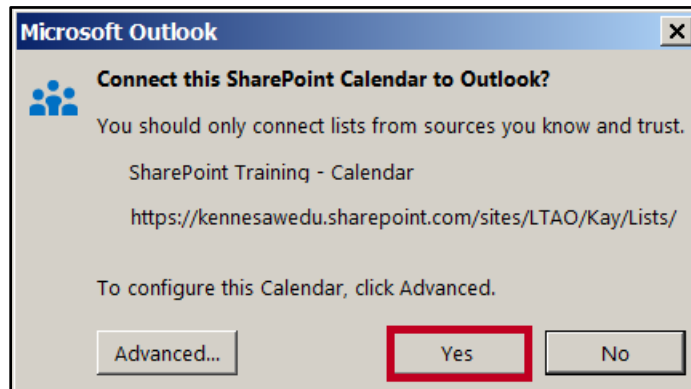 Microsoft Outlook
Connect this SharePoint Calendar to Outlook?
You should only connect lists from sources you know and trust.
SharePoint Training - Calendar
https://kennesawedu.sharepoint.com/sites/LTAO/Kay/Lists/
To configure this Calendar, click Advanced.
Advanced... Yes No